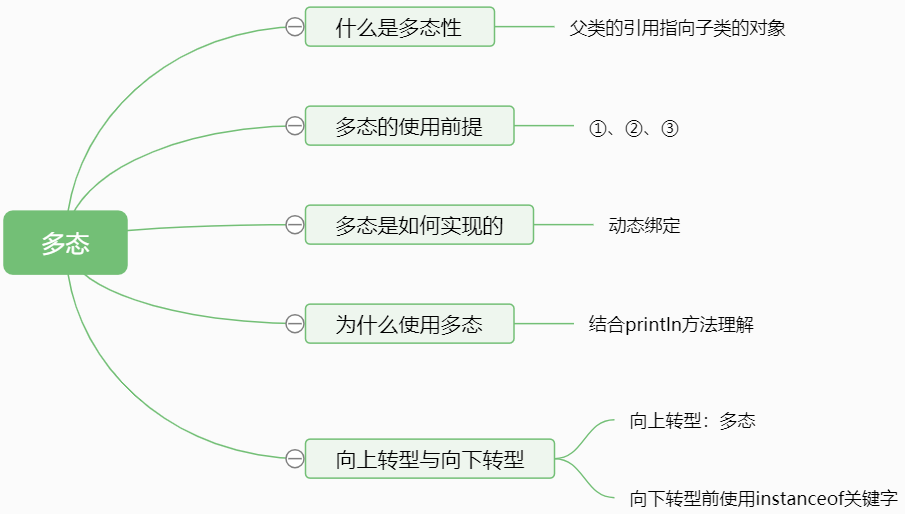 多态
什么是多态性
父类的引用指向子类的对象
多态的使用前提
①、②、③
多态是如何实现的
动态绑定
为什么使用多态
结合println方法理解
向上转型与向下转型
向上转型：多态
向下转型前使用instanceof关键字